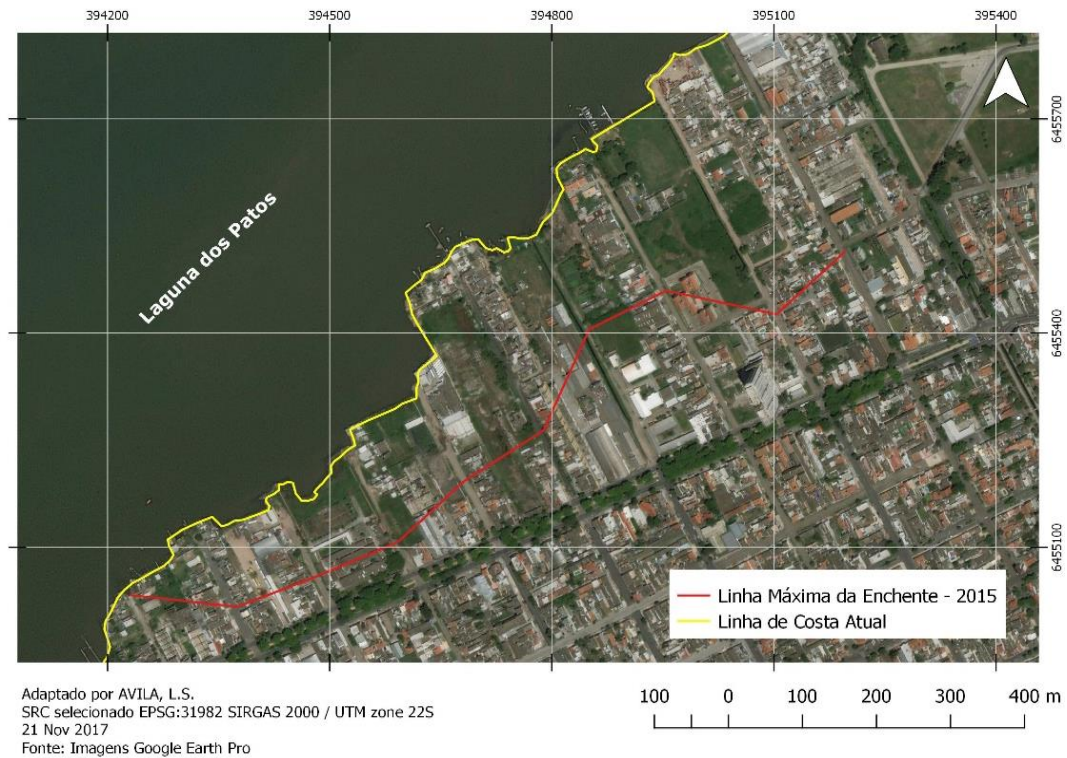 394200 394500 394800 395100 395400
6455700
Laguna dos Patos
6455400
6455100
Linha Máxima da Enchente - 2015
Linha de Costa Atual
Adaptado por AVILA, L.S.
SRC selecionado EPSG:31982 SIRGAS 2000 / UTM zone 22S
21 Nov 2017
Fonte: Imagens Google Earth Pro
100 0 100 200 300 400 m